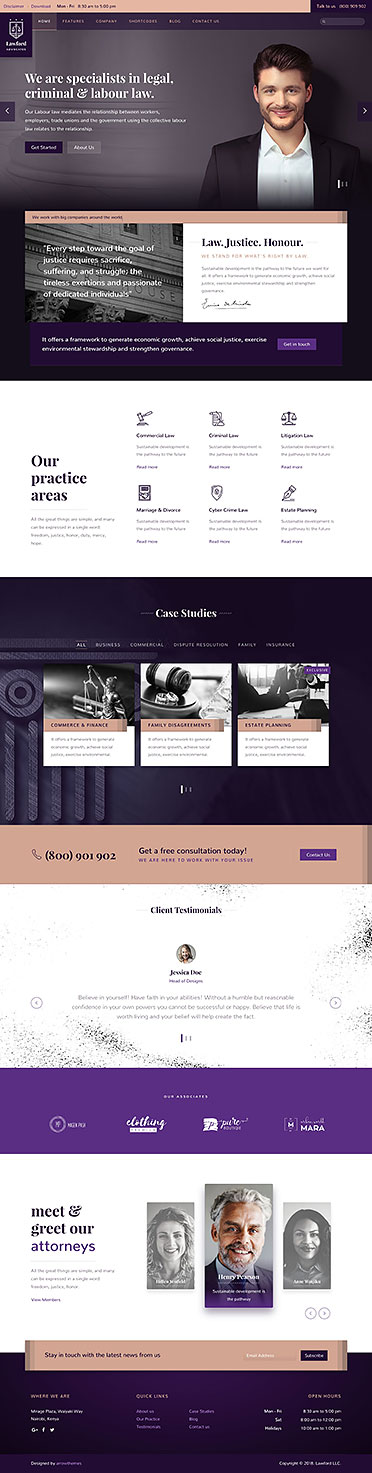 Disclaimer Download Mon - Fri 8:30 am to 5:00 pm
Talk to us (800) 909 902
Lawford
ADVOCATES
HOME FEATURES COMPANY SHORTCODES BLOG CONTACT US
We are specialists in legal,
criminal & labour law.
Our Labour law mediates the relationship between workers,
employers, trade unions and the government using the collective labour
law relates to the relationship.
Get Started About Us
We work with big companies around the world.
"Every step toward the goal of
justice requires sacrifice,
suffering, and struggle; the
tireless exertions and passionate
of dedicated individuals"
Law. Justice. Honour.
WE STAND FOR WHAT'S RIGHT BY LAW
Sustainable development is the pathway to the future we want
for all. It offers a framework to generate economic growth, achieve
social justice, exercise environmental stewardship and strengthen
governance.
It offers a framework to generate economic growth, achieve social justice, exercise
environmental stewardship and strengthen governance.
Get in touch
Our
practice
areas
All the great things are simple, and many
can be expressed in a single word:
freedom, justice, honor, duty, mercy,
hope.
Commercial Law
Sustainable development is
the pathway to the future
Read more
Criminal Law
Sustainable development is
the pathway to the future
Read more
Litigation Law
Sustainable development is
the pathway to the future
Read more
Marriage & Divorce
Sustainable development is
the pathway to the future
Read more
Cyber Crime Law
Sustainable development is
the pathway to the future
Read more
Estate Planning
Sustainable development is
the pathway to the future
Read more
Case Studies
ALL BUSINESS COMMERCIAL DISPUTE RESOLUTION FAMILY INSURANCE
COMMERCE & FINANCE
It offers a framework to generate
economic growth, achieve social
justice, exercise environmental
FAMILY DISAGREEMENTS
It offers a framework to generate
economic growth, achieve social
justice, exercise environmental
EXCLUSIVE
ESTATE PLANNING
It offers a framework to generate
economic growth, achieve social
justice, exercise environmental
(800) 901 902
Get a free consultation today!
WE ARE HERE TO WORK WITH YOUR ISSUE
Contact Us
Client Testimonials
Jessica Doe
Head of Designs
Believe in yourself! Have faith in your abilities! Without a humble but reasonable
confidence in your own powers you cannot be successful or happy. Believe that life is
worth living and your belief will help create the fact.
OUR ASSOCIATES
clothing
pure
BOUTIQUE
MARA
meet &
greet our
attorneys
All the great things are simple, and many
can be expressed in a single word:
freedom, justice, honor.
View Members
Henry Pearson
Sustainable development is
the pathway
Stay in touch with the latest news from us
Email Address
Subscribe
WHERE WE ARE
Mirage Plaza, Waiyaki Way
Nairobi, Kenya
QUICK LINKS
About us
Our Practice
Testimonials
Case Studies
Blog
Contact us
OPEN HOURS
Mon - Fri 8:30 am to 5:00 pm
Sat 8:00 am to 12:00 pm
Holidays 10:00 am to 1:00 pm
Designed by arrowthemes
Copyright © 2018. Lawford LLC.